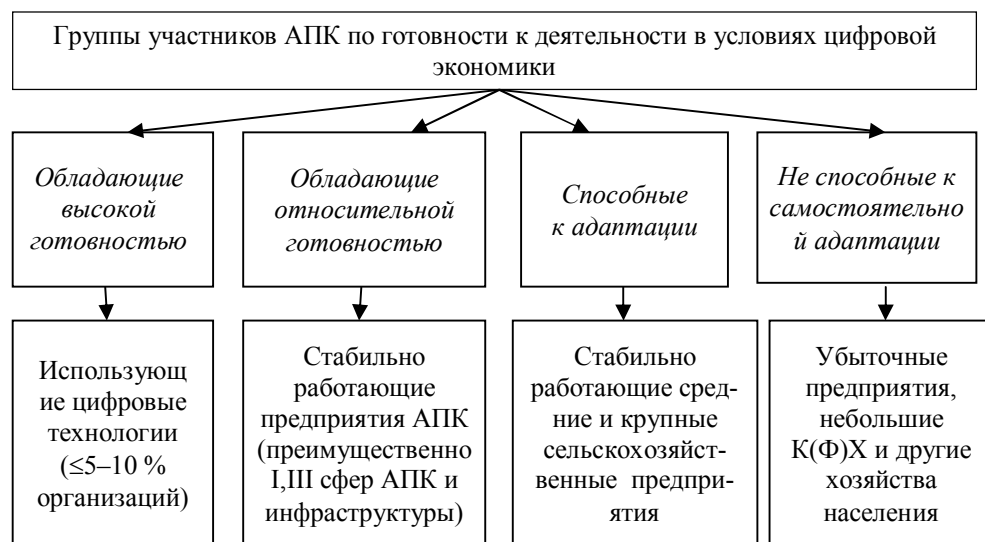 Группы участников АПК по готовности к деятельности в условиях цифровой
экономики
Обладающие
высокой
готовностью
Обладающие
относительной
готовностью
Способные
к адаптации
Не способные к
самостоятельно
й адаптации
Использующ
ие цифровые
технологии
(≤5–10 %
организаций)
Стабильно
работающие
предприятия АПК
(преимущественно
I,III сфер АПК и
инфраструктуры)
Стабильно
работающие сред-
ние и крупные
сельскохозяйст-
венные предпри-
ятия
Убыточные
предприятия,
небольшие
К(Ф)Х и другие
хозяйства
населения